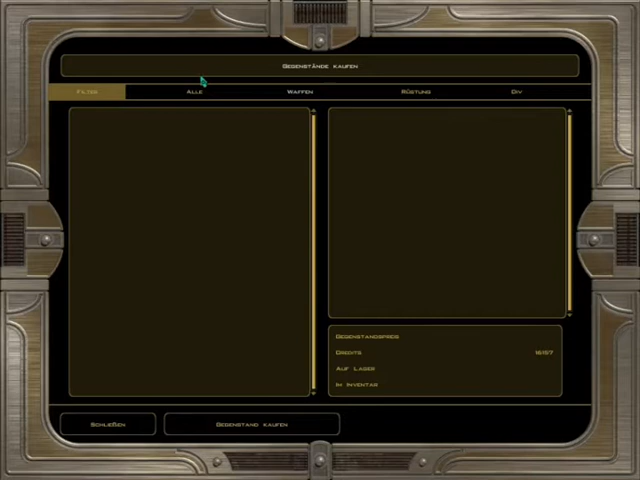 Gegenstände kaufen
Filter Alle Waffen Rüstung Div
Gegenstandspreis
Credits 16157
Auf Lager
Im Inventar
Schließen Gegenstand kaufen